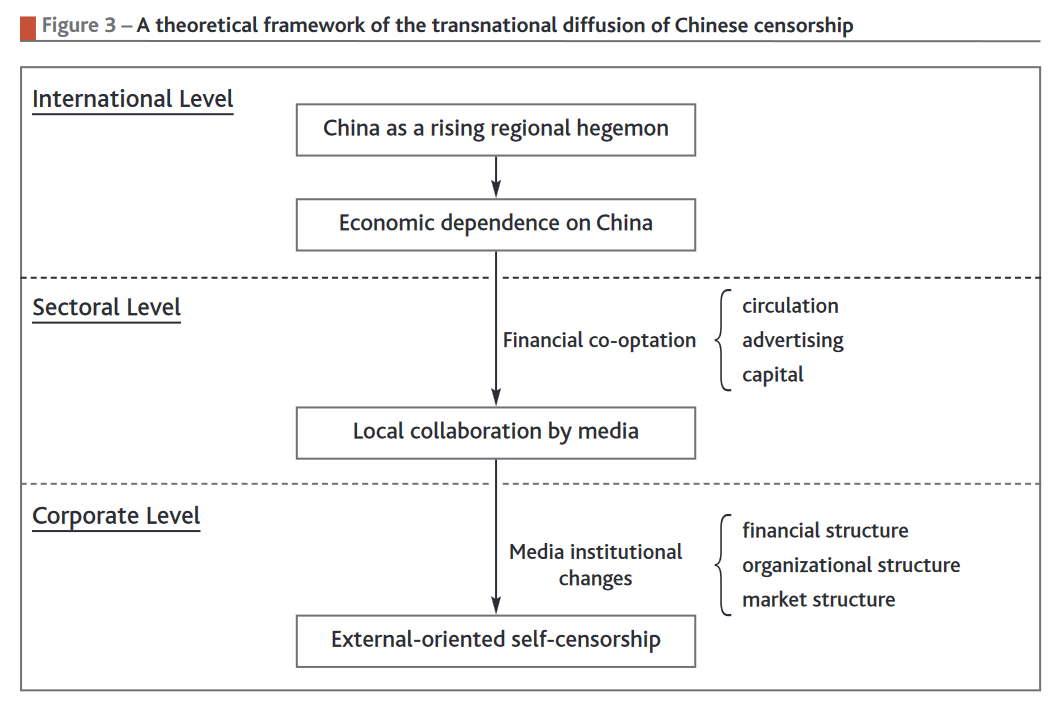 Figure 3 – A theoretical framework of the transnational diffusion of Chinese censorship
International Level
China as a rising regional hegemon
Economic dependence on China
Sectoral Level
Financial co-optation
circulation
advertising
capital
Local collaboration by media
Corporate Level
Media institutional
changes
financial structure
organizational structure
market structure
External-oriented self-censorship